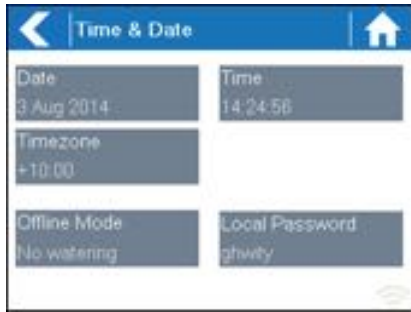 Time & Date
Date
3 Aug 2014
Time
14:24:56
Timezone
+10:00
Offline Mode
No watering
Local Password
ghwity